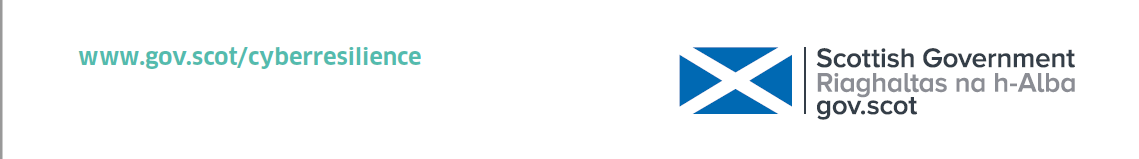 www.gov.scot/cyberresilience
Scottish Government
Riaghaltas na h-Alba
gov.scot